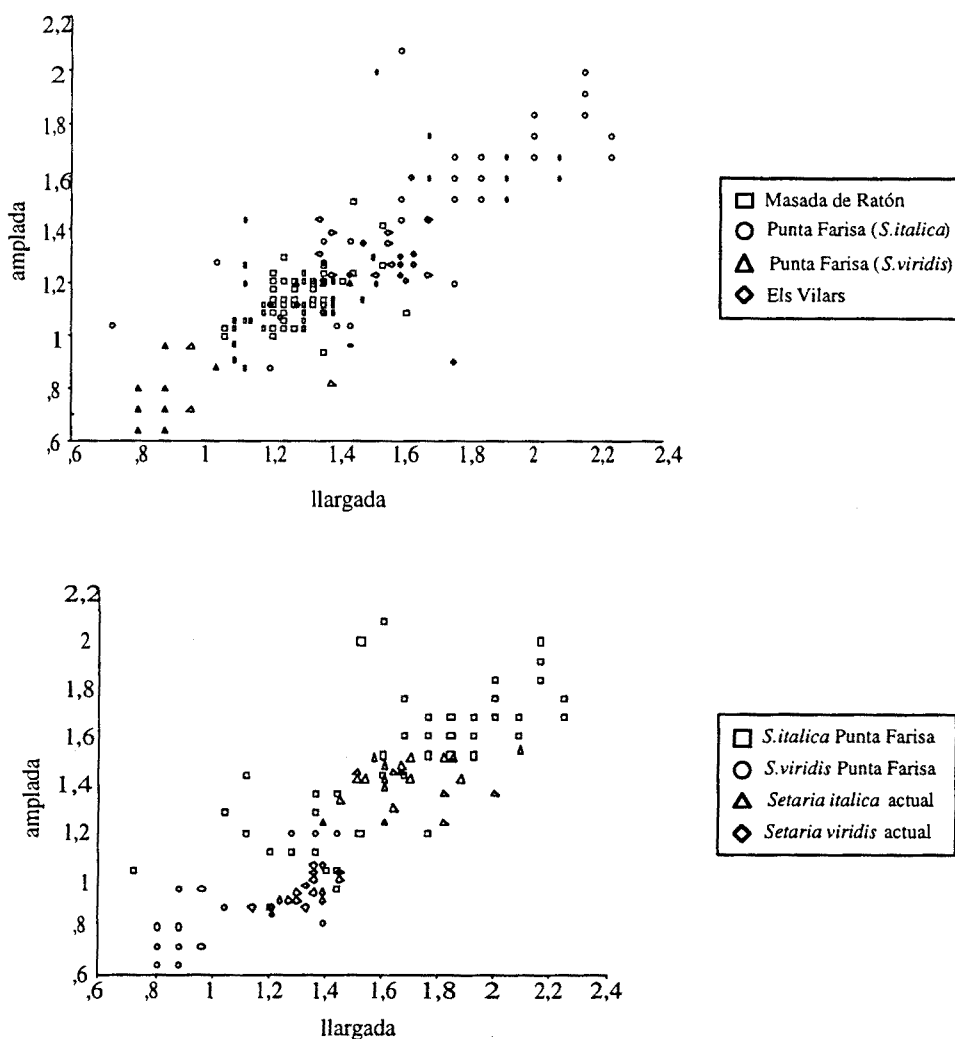 2,2
2
1,8
1,6
1,4
1,2
1
,8
,6
amplada
,6 ,8 1 1,2 1,4 1,6 1,8 2 2,2 2,4
llargada
Masada de Ratón
Punta Farisa (S.italica)
Punta Farisa (S.viridis)
Els Vilars
2,2
2
1,8
1,6
1,4
1,2
1
,8
,6
amplada
,6 ,8 1 1,2 1,4 1,6 1,8 2 2,2 2,4
llargada
S.italica Punta Farisa
S.viridis Punta Farisa
Setaria italica actual
Setaria viridis actual